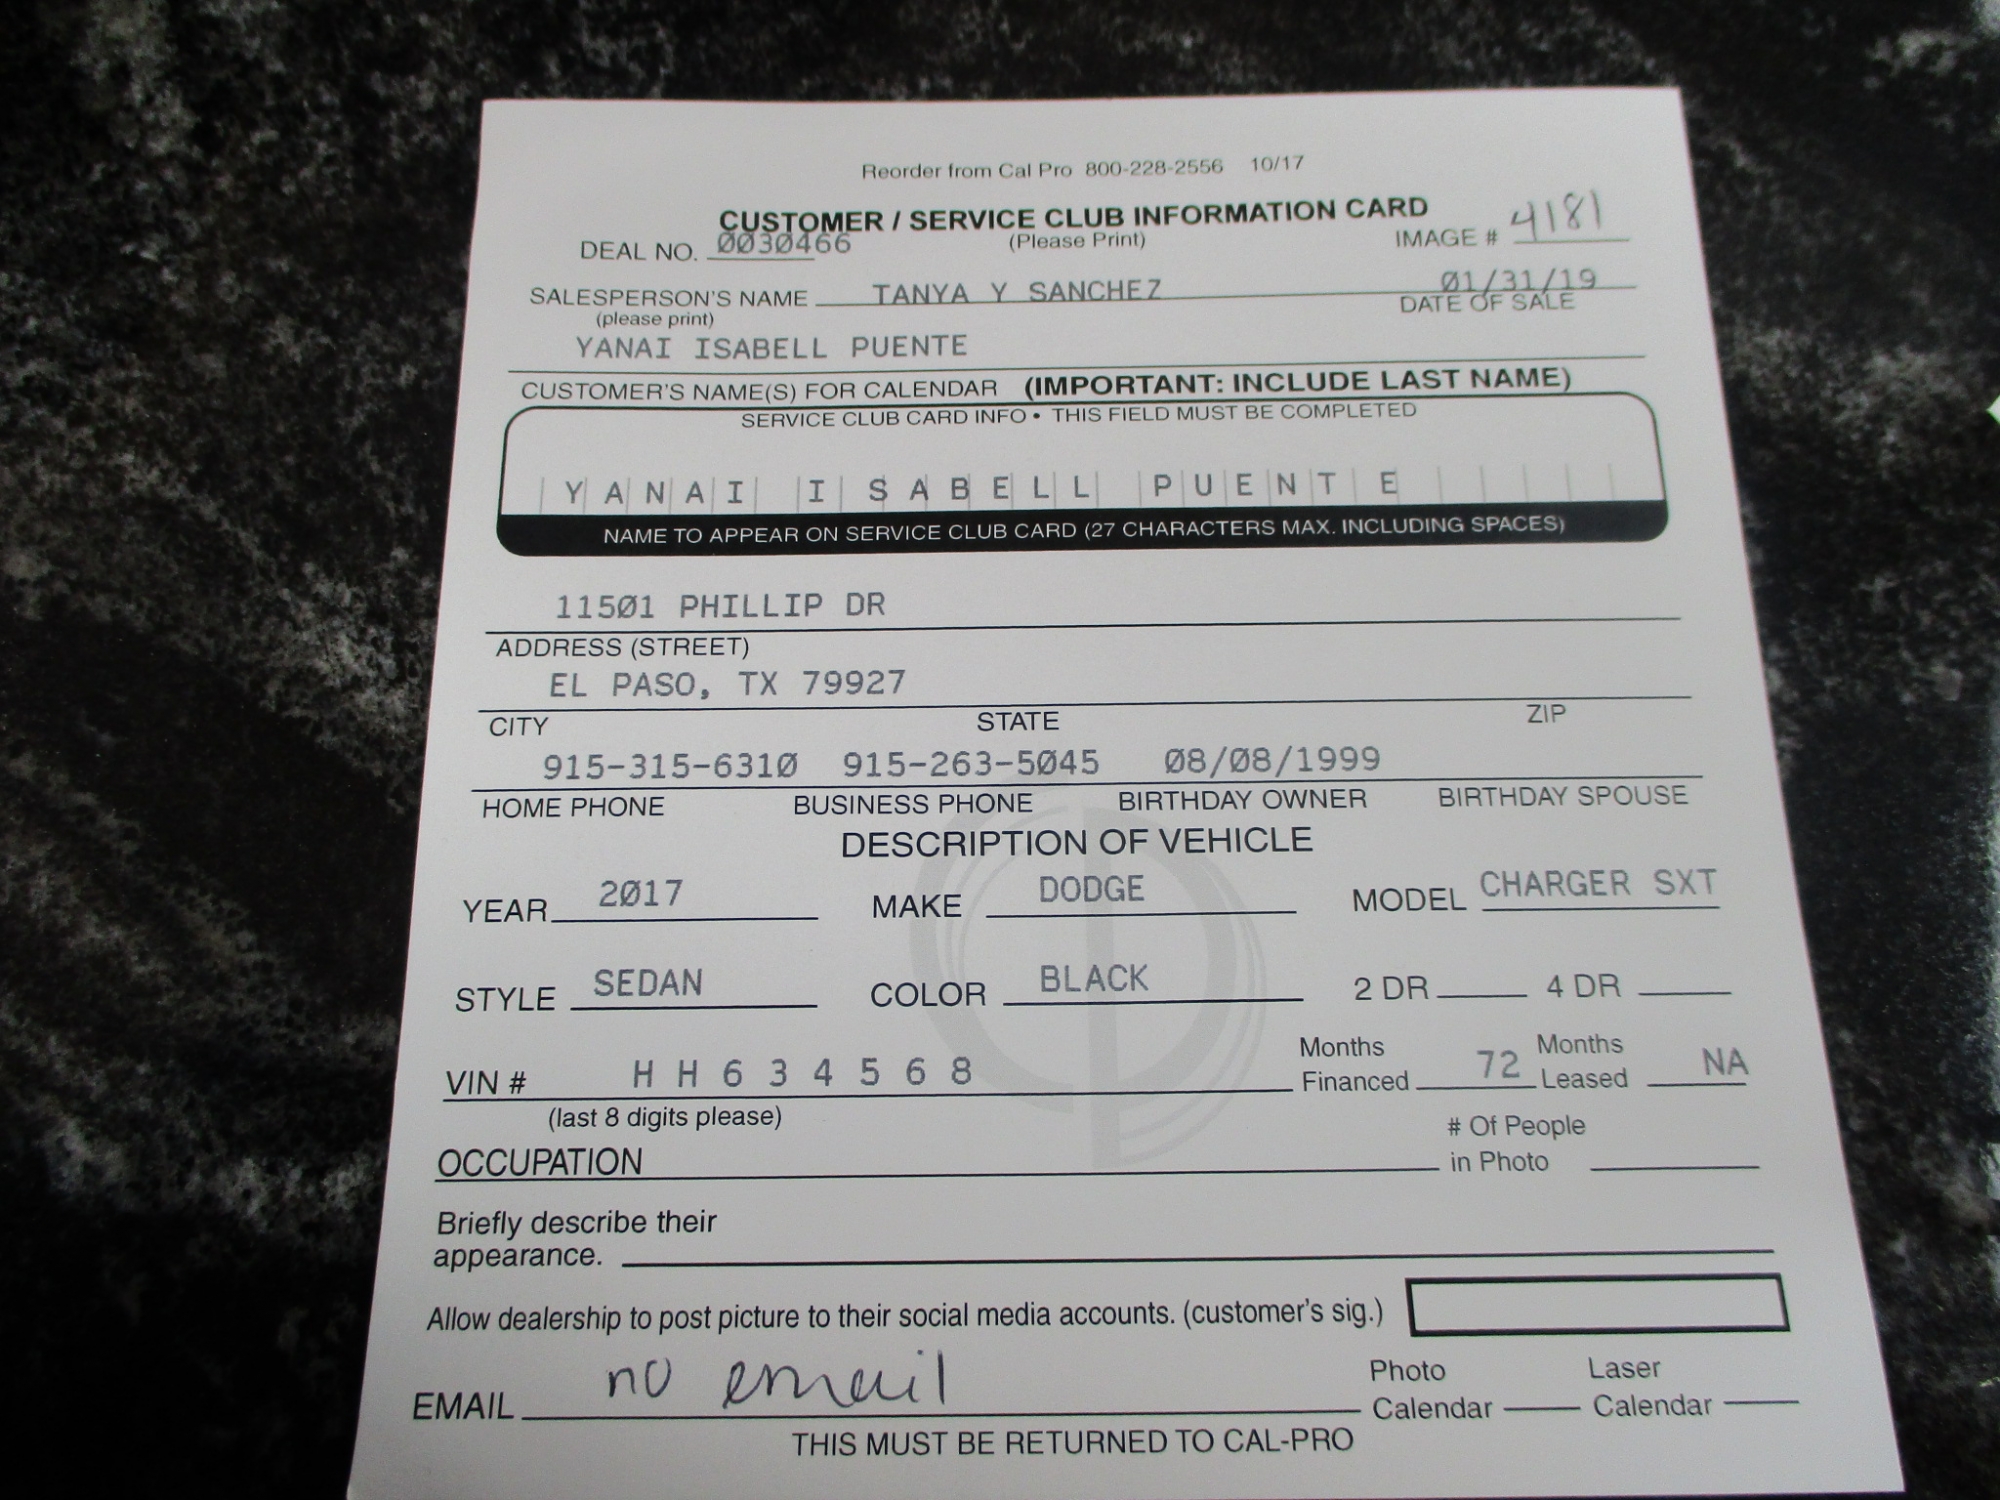 Reorder from Cal Pro 800-228-2556 10/17
CUSTOMER / SERVICE CLUB INFORMATION CARD
DEAL NO. 0030466 (Please Print) IMAGE # 4181
SALESPERSON'S NAME TANYA Y SANCHEZ 01/31/19
(please print) DATE OF SALE
YANAI ISABELL PUENTE
CUSTOMER'S NAME(S) FOR CALENDAR (IMPORTANT: INCLUDE LAST NAME)
SERVICE CLUB CARD INFO • THIS FIELD MUST BE COMPLETED
YANAI ISABELL PUENTE
NAME TO APPEAR ON SERVICE CLUB CARD (27 CHARACTERS MAX. INCLUDING SPACES)
11501 PHILLIP DR
ADDRESS (STREET)
EL PASO, TX 79927
CITY STATE ZIP
915-315-6310 915-263-5045 08/08/1999
HOME PHONE BUSINESS PHONE BIRTHDAY OWNER BIRTHDAY SPOUSE
DESCRIPTION OF VEHICLE
YEAR 2017 MAKE DODGE MODEL CHARGER SXT
STYLE SEDAN COLOR BLACK 2 DR 4 DR
VIN # HH634568 Months Financed 72 Months Leased NA
(last 8 digits please)
OCCUPATION # Of People in Photo
Briefly describe their
appearance.
Allow dealership to post picture to their social media accounts. (customer's sig.)
EMAIL no email Photo Calendar Laser Calendar
THIS MUST BE RETURNED TO CAL-PRO